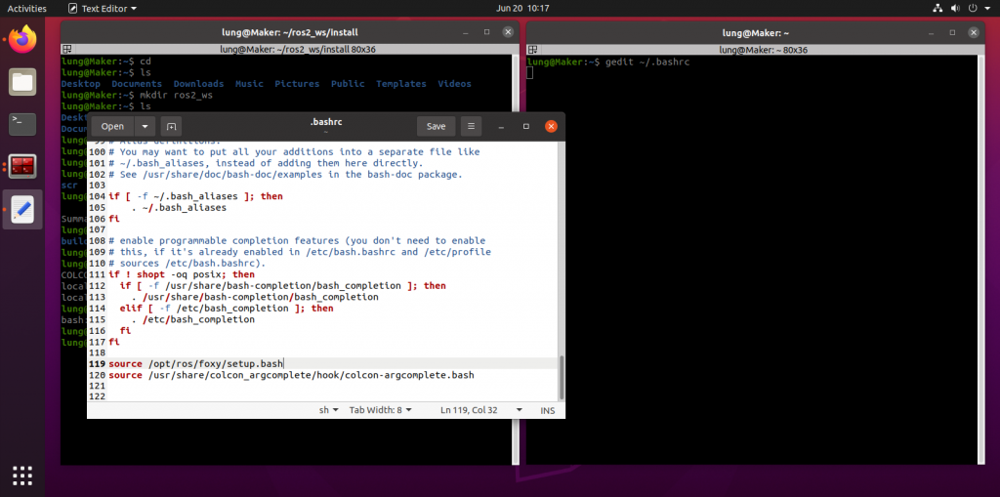 Activities
Text Editor
Jun 20 10:17
lung@Maker: ~/ros2_ws/install
lung@Maker: ~/ros2_ws/install 80x36
lung@Maker:~$ cd
lung@Maker:~$ ls
Desktop Documents Downloads Music Pictures Public Templates Videos
lung@Maker:~$ mkdir ros2_ws
lung@Maker:~$ ls
Deskt
Docum
lung@
lung@
lung@
scr
lung@
Summa
lung@
buil
lung@
lung@
COLCO
local
local
lung@
bash:
lung@
lung@
lung@Maker: ~
lung@Maker: ~ 80x36
lung@Maker:~$ gedit ~/.bashrc
Open
.bashrc
~/
Save
100 # You may want to put all your additions into a separate file like
101 # ~/.bash_aliases, instead of adding them here directly.
102 # See /usr/share/doc/bash-doc/examples in the bash-doc package.
103
104 if [ -f ~/.bash_aliases ]; then
105 . ~/.bash_aliases
106 fi
107
108 # enable programmable completion features (you don't need to enable
109 # this, if it's already enabled in /etc/bash.bashrc and /etc/profile
110 # sources /etc/bash.bashrc).
111 if ! shopt -oq posix; then
112 if [ -f /usr/share/bash-completion/bash_completion ]; then
113 . /usr/share/bash-completion/bash_completion
114 elif [ -f /etc/bash_completion ]; then
115 . /etc/bash_completion
116 fi
117 fi
118
119 source /opt/ros/foxy/setup.bash
120 source /usr/share/colcon_argcomplete/hook/colcon-argcomplete.bash
121
122
sh
Tab Width: 8
Ln 119, Col 32
INS